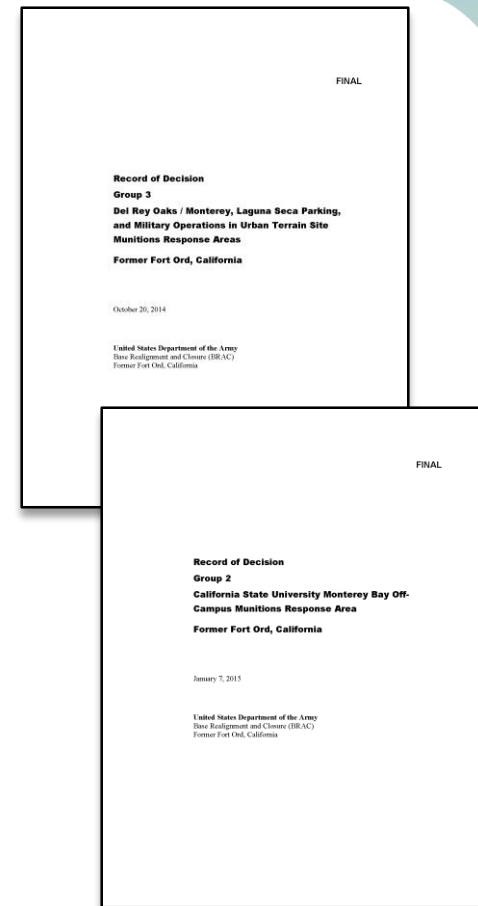 FINAL
Record of Decision
Group 3
Del Rey Oaks / Monterey, Laguna Seca Parking,
and Military Operations in Urban Terrain Site
Munitions Response Areas
Former Fort Ord, California
October 20, 2014
United States Department of the Army
Base Realignment and Closure (BRAC)
Former Fort Ord, California
FINAL
Record of Decision
Group 2
California State University Monterey Bay Off-
Campus Munitions Response Area
Former Fort Ord, California
January 7, 2015
United States Department of the Army
Base Realignment and Closure (BRAC)
Former Fort Ord, California